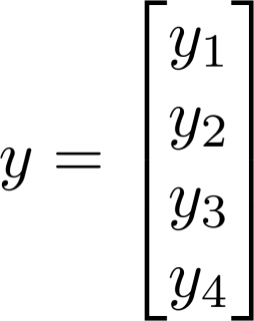 y = [y₁
y₂
y₃
y₄]